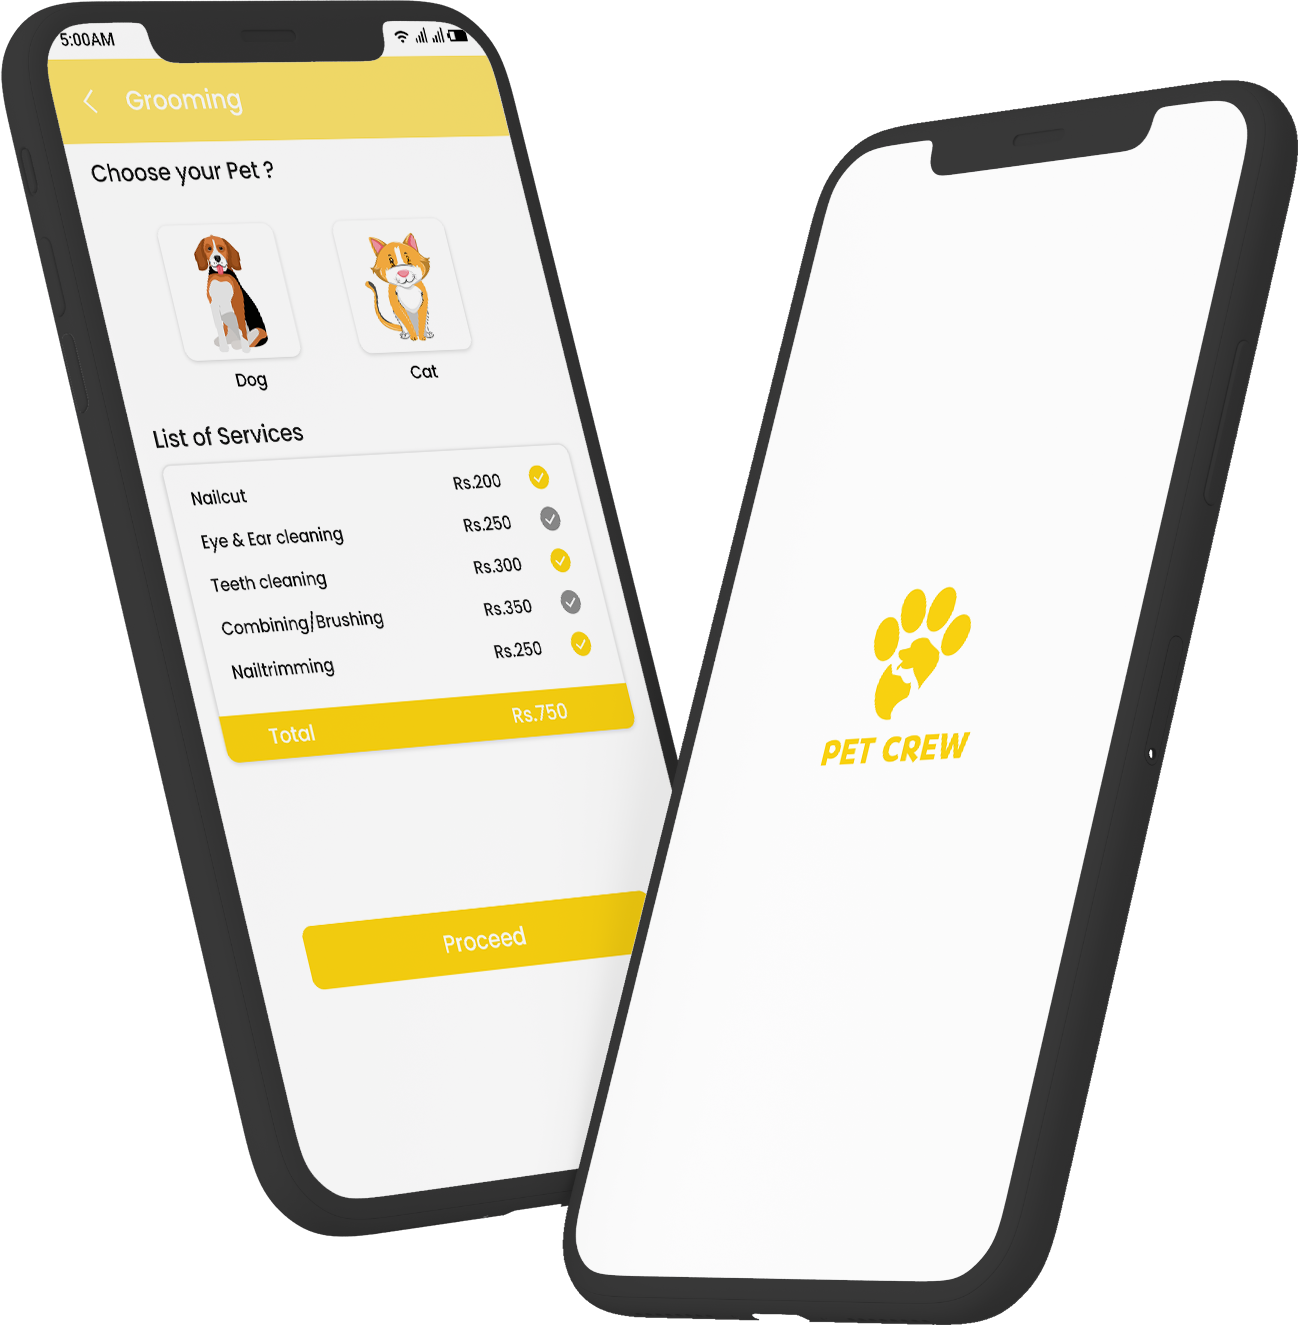 5:00AM
Grooming
Choose your Pet ?
Dog
Cat
List of Services
Nailcut Rs.200
Eye & Ear cleaning Rs.250
Teeth cleaning Rs.300
Combining/Brushing Rs.350
Nailtrimming Rs.250
Total Rs.750
Proceed
PET CREW